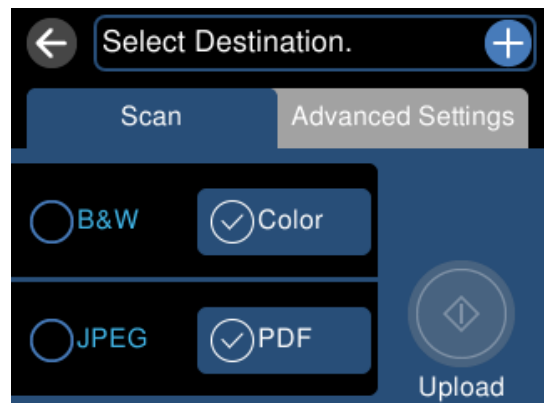 Select Destination.
Scan
Advanced Settings
B&W
Color
JPEG
PDF
Upload